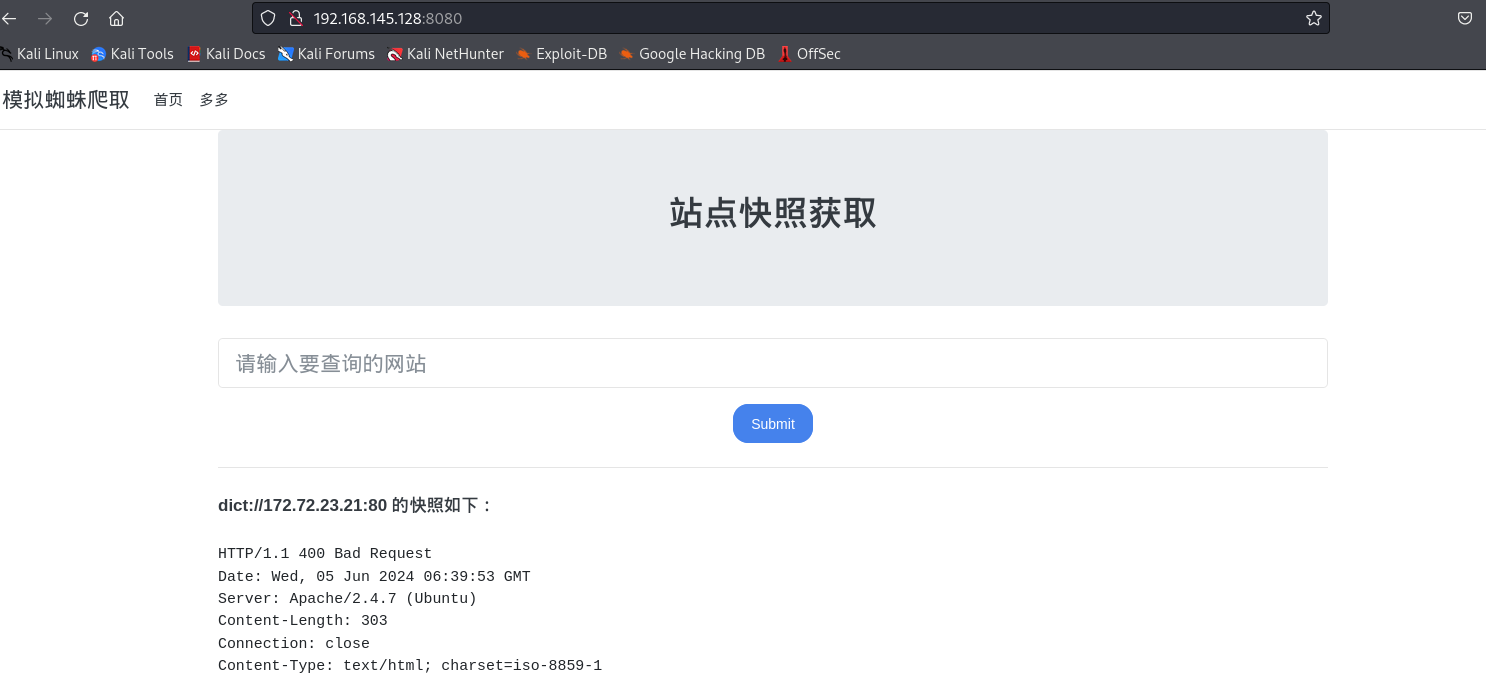 192.168.145.128:8080
Kali Linux Kali Tools Kali Docs Kali Forums Kali NetHunter Exploit-DB Google Hacking DB OffSec
模拟蜘蛛爬取 首页 多多
站点快照获取
请输入要查询的网站
Submit
dict://172.72.23.21:80 的快照如下：
HTTP/1.1 400 Bad Request
Date: Wed, 05 Jun 2024 06:39:53 GMT
Server: Apache/2.4.7 (Ubuntu)
Content-Length: 303
Connection: close
Content-Type: text/html; charset=iso-8859-1